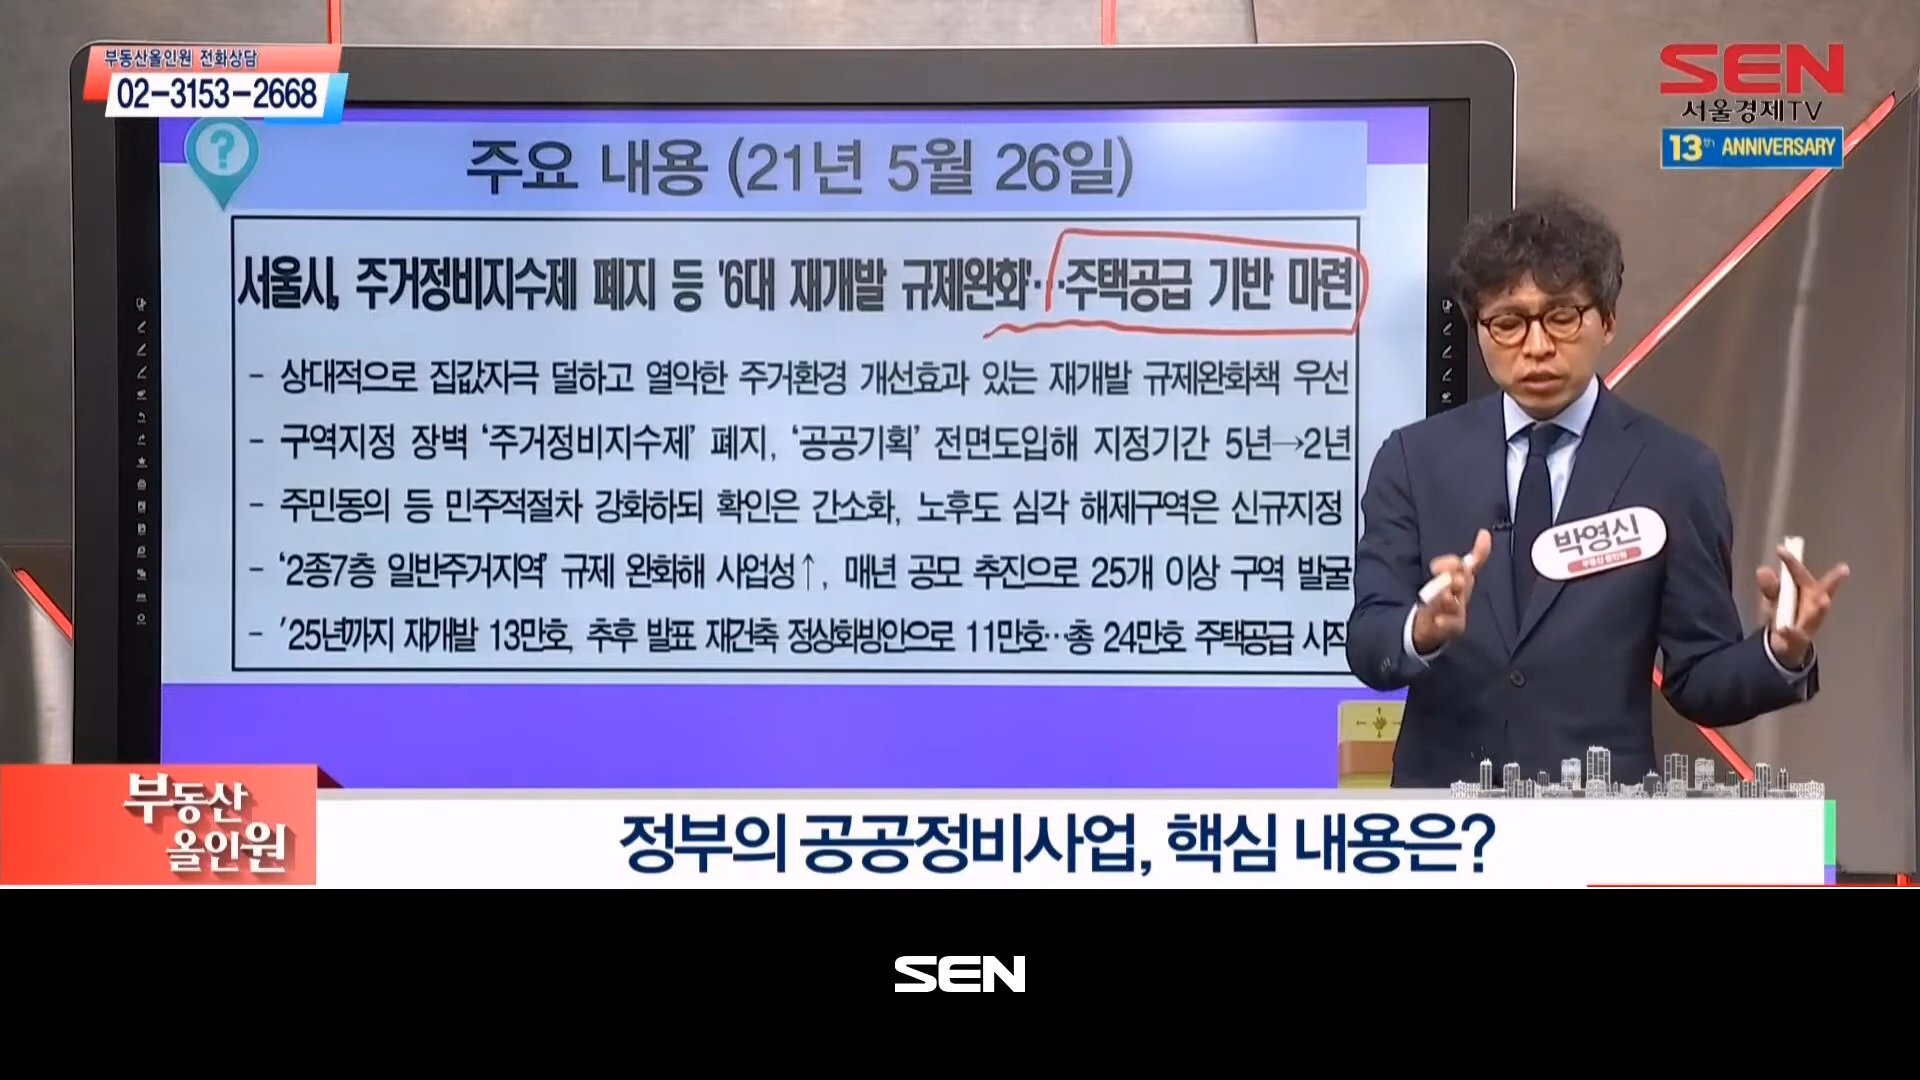 부동산올인원 전화상담
02-3153-2668
SEN
서울경제TV
13th ANNIVERSARY
?
주요 내용 (21년 5월 26일)
서울시, 주거정비지수제 폐지 등 '6대 재개발 규제완화'…주택공급 기반 마련
- 상대적으로 집값자극 덜하고 열악한 주거환경 개선효과 있는 재개발 규제완화책 우선
- 구역지정 장벽 '주거정비지수제' 폐지, '공공기획' 전면도입해 지정기간 5년→2년
- 주민동의 등 민주적절차 강화하되 확인은 간소화, 노후도 심각 해제구역은 신규지정
- '2종7층 일반주거지역' 규제 완화해 사업성↑, 매년 공모 추진으로 25개 이상 구역 발굴
- '25년까지 재개발 13만호, 추후 발표 재건축 정상화방안으로 11만호…총 24만호 주택공급 시작
박영신
부동산 올인원
부동산
올인원
정부의 공공정비사업, 핵심 내용은?
SEN